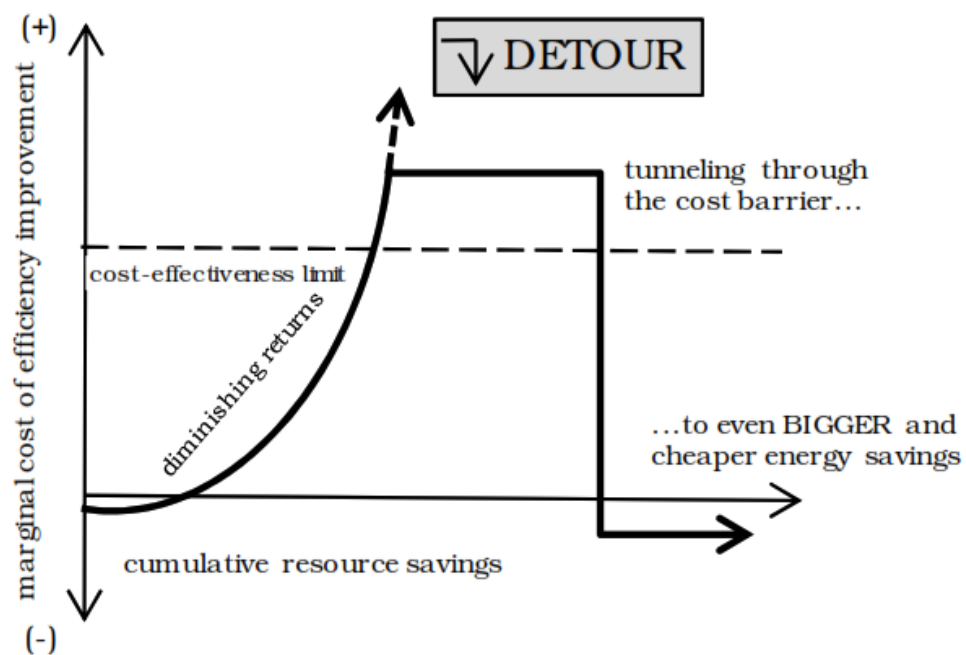 (+)
DETOUR
marginal cost of efficiency improvement
tunneling through
the cost barrier...
cost-effectiveness limit
diminishing returns
...to even BIGGER and
cheaper energy savings
cumulative resource savings
(-)